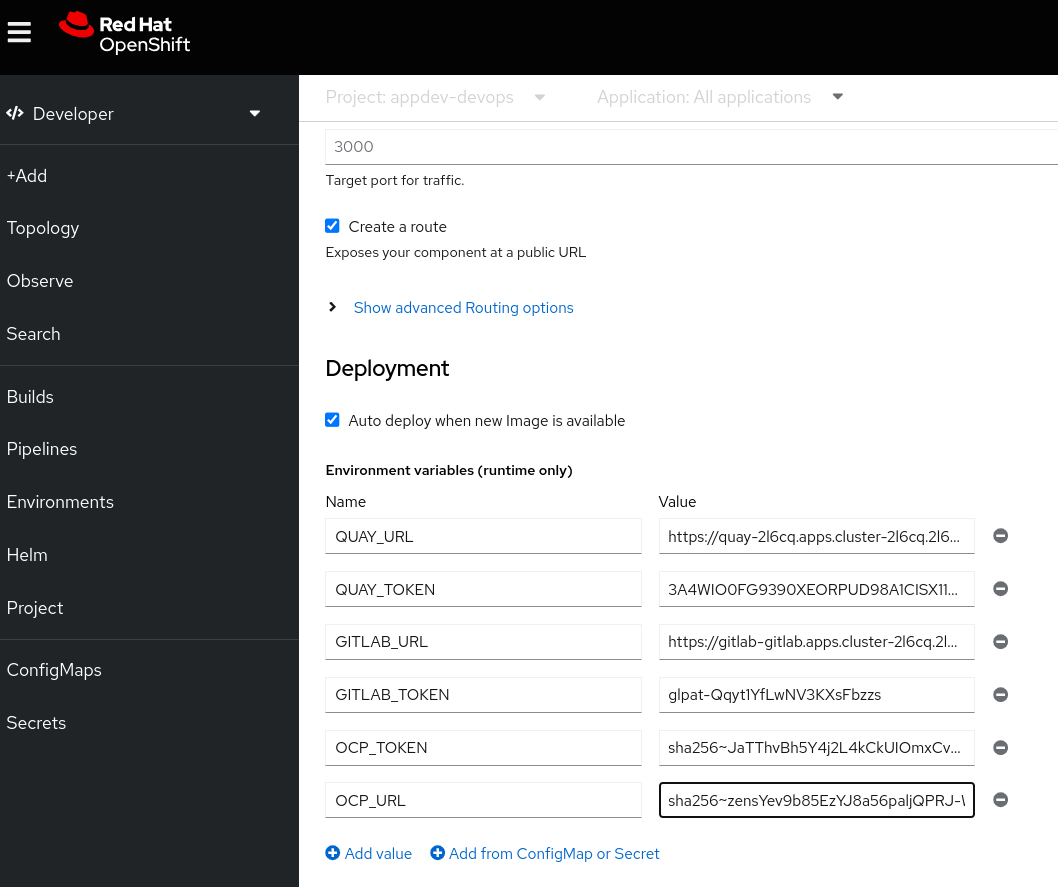 Red Hat
OpenShift
Developer
+Add
Topology
Observe
Search
Builds
Pipelines
Environments
Helm
Project
ConfigMaps
Secrets
Project: appdev-devops Application: All applications
3000
Target port for traffic.
Create a route
Exposes your component at a public URL
Show advanced Routing options
Deployment
Auto deploy when new Image is available
Environment variables (runtime only)
Name Value
QUAY_URL https://quay-2l6cq.apps.cluster-2l6cq.2l6...
QUAY_TOKEN 3A4WIO0FG9390XEORPUD98A1CISX11...
GITLAB_URL https://gitlab-gitlab.apps.cluster-2l6cq.2l...
GITLAB_TOKEN glpat-Qqyt1YfLwNV3KXsFbzzs
OCP_TOKEN sha256~JaTThvBh5Y4j2L4kCkUIOmxCv...
OCP_URL sha256~zensYev9b85EzYJ8a56paljQPRJ-\
Add value Add from ConfigMap or Secret